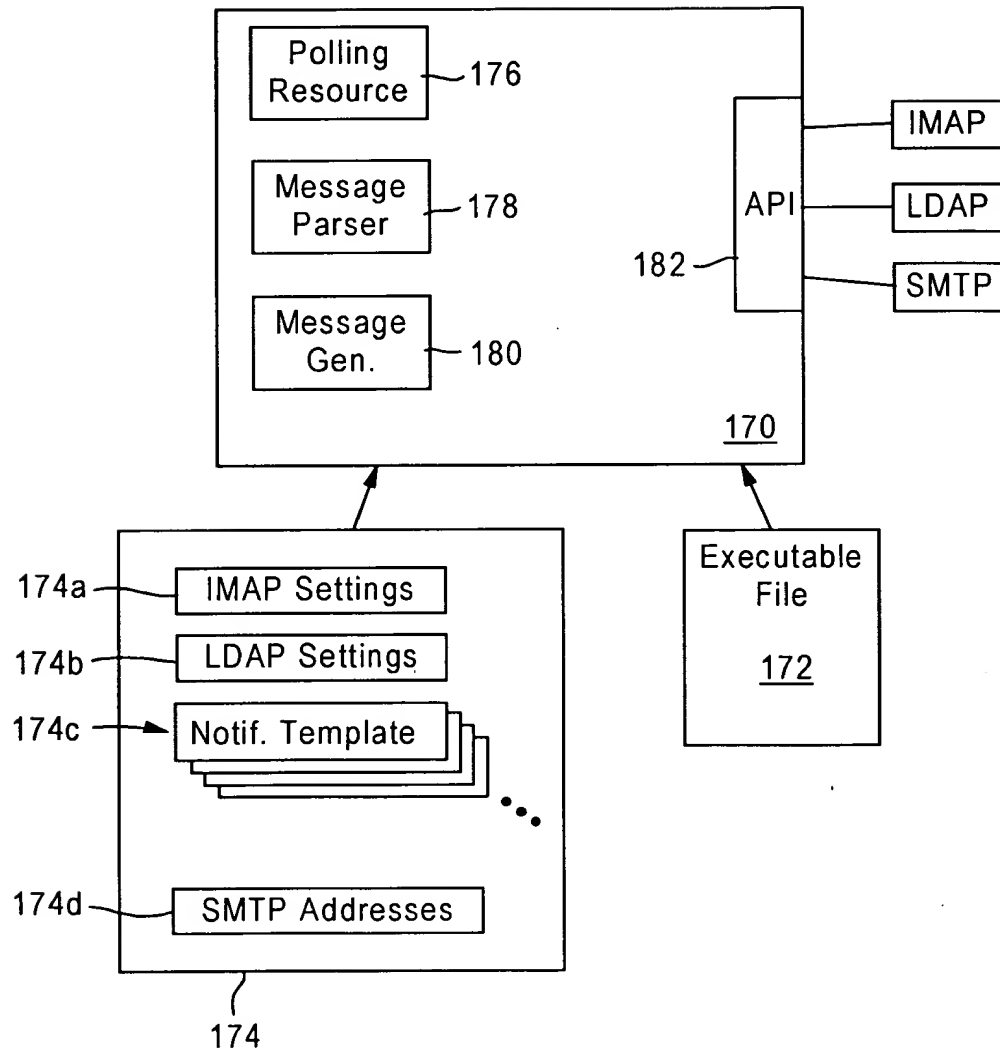 Polling
Resource
176
Message
Parser
178
Message
Gen.
180
API
182
IMAP
LDAP
SMTP
170
174a
IMAP Settings
174b
LDAP Settings
174c
Notif. Template
174d
SMTP Addresses
174
Executable
File
172